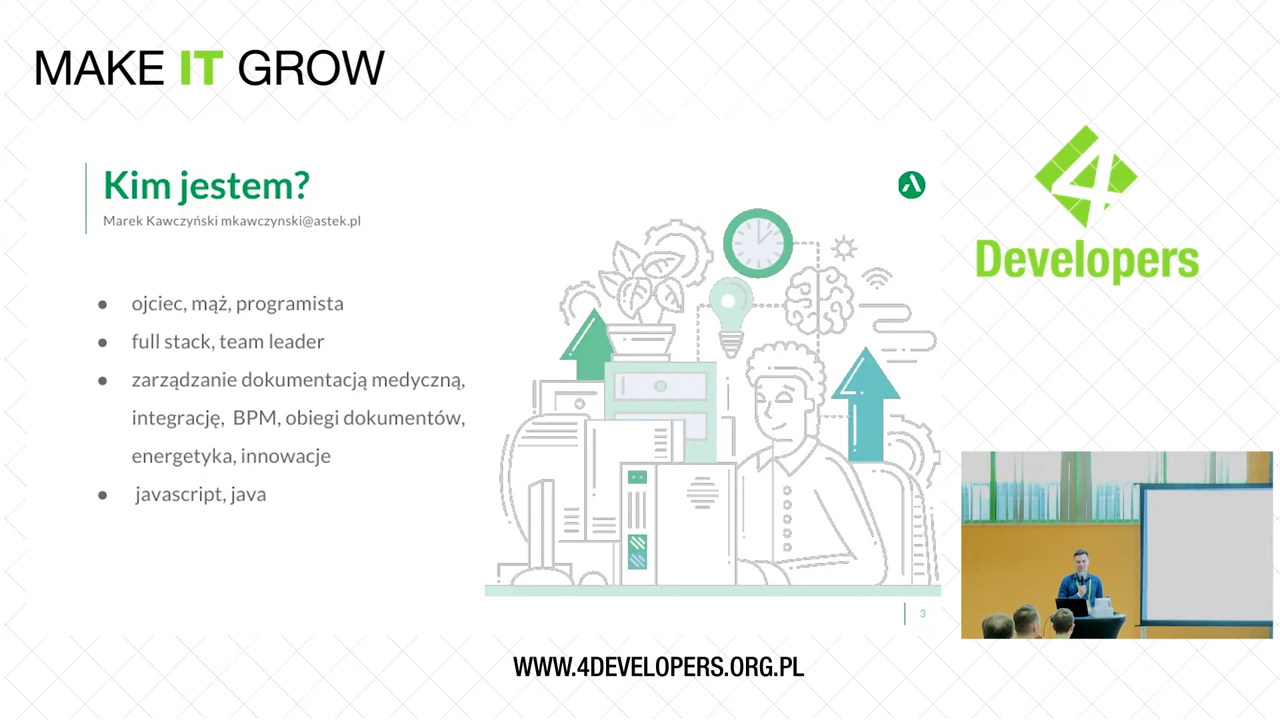 MAKE IT GROW
Kim jestem?
Marek Kawczyński mkawczynski@astek.pl
● ojciec, mąż, programista
● full stack, team leader
● zarządzanie dokumentacją medyczną,
integrację, BPM, obiegi dokumentów,
energetyka, innowacje
● javascript, java
3
4
Developers
WWW.4DEVELOPERS.ORG.PL